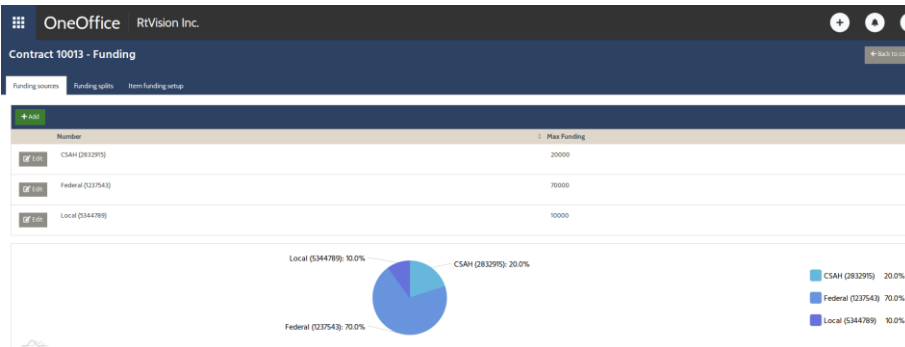 OneOffice RtVision Inc.
Contract 10013 - Funding
Back to co
Funding sources Funding splits Item funding setup
+ Add
Number Max Funding
Edit CSAH (2832915) 20000
Edit Federal (1237543) 70000
Edit Local (5344789) 10000
Local (5344789): 10.0%
CSAH (2832915): 20.0%
Federal (1237543): 70.0%
CSAH (2832915) 20.0%
Federal (1237543) 70.0%
Local (5344789) 10.0%